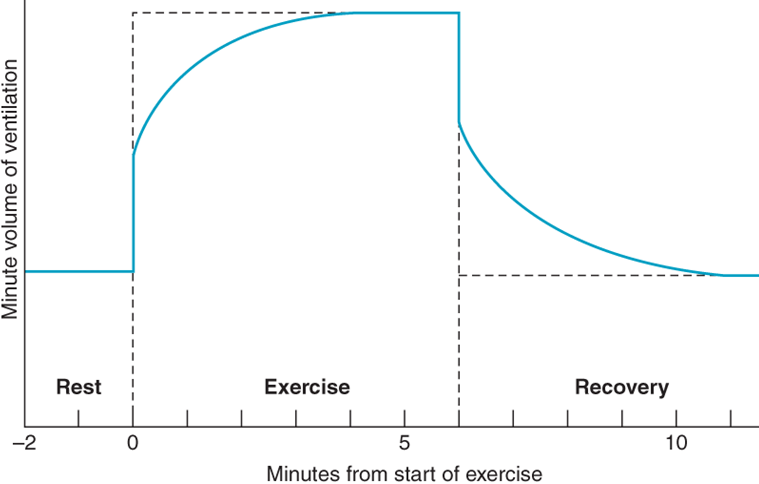 Minute volume of ventilation
Rest Exercise Recovery
–2 0 5 10
Minutes from start of exercise